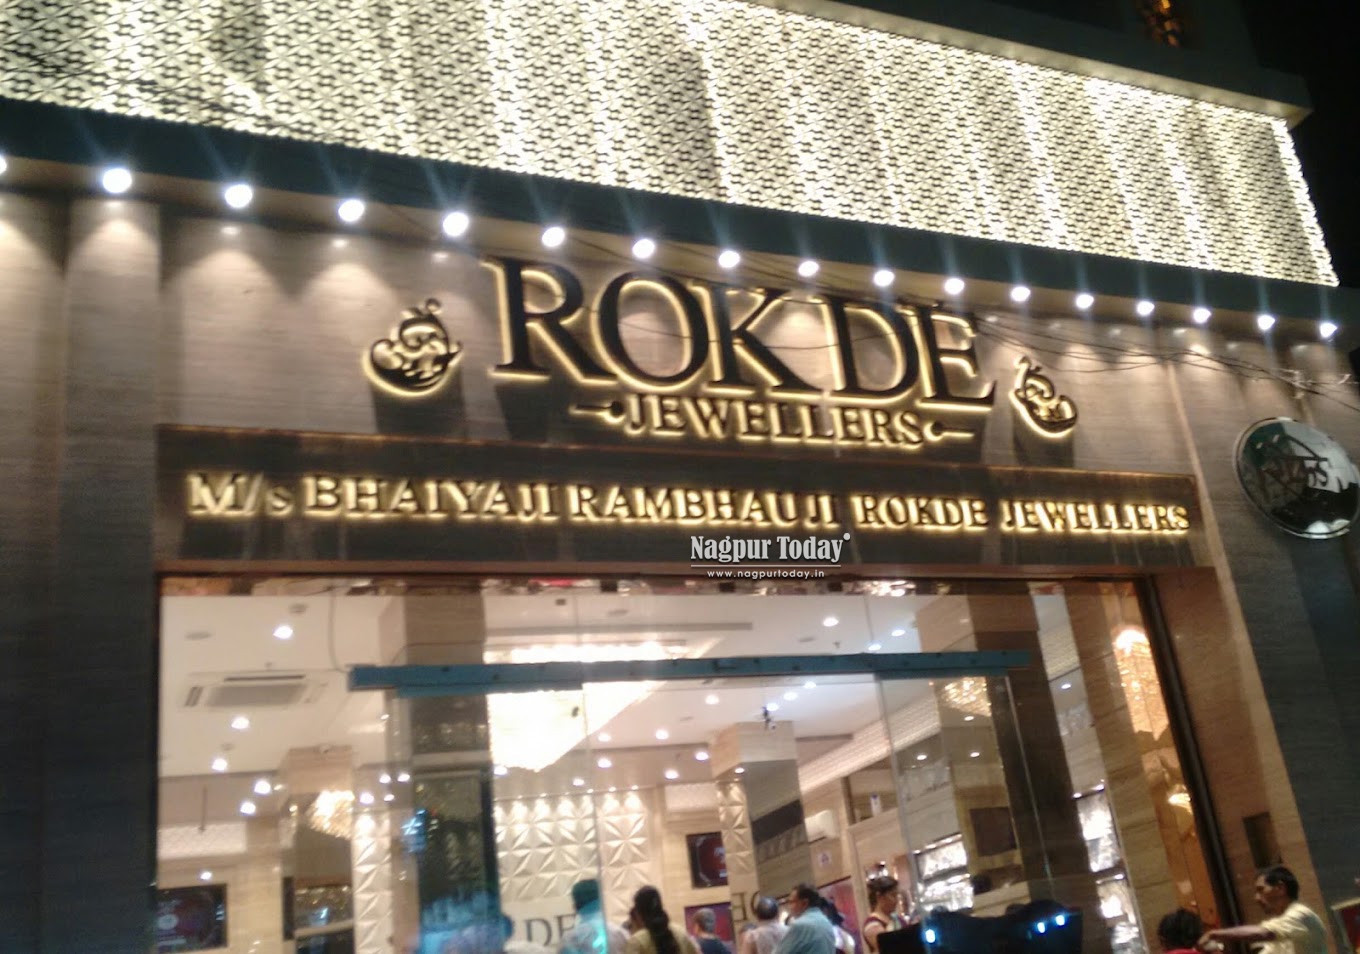 ROKDE
JEWELLERS
M/s BHAIYAJI RAMBHAUJI ROKDE JEWELLERS
Nagpur Today
www.nagpurtoday.in